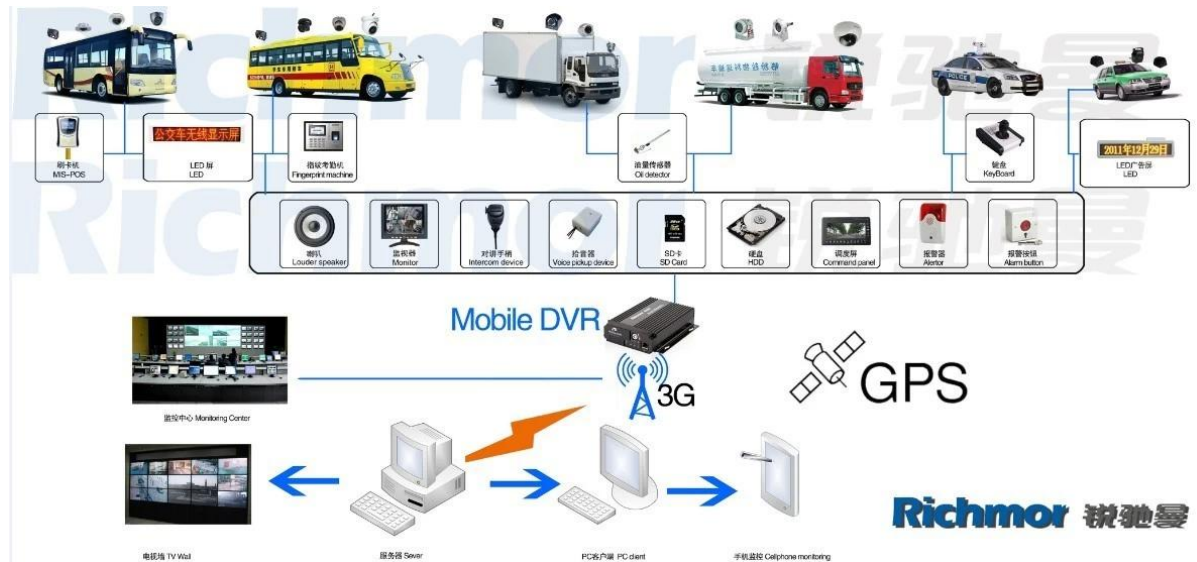 Richmor 锐驰曼
Richmor 锐驰曼
POLICE
刷卡机
MIS-POS
公交车无线显示屏
LED 屏
LED
指纹考勤机
Fingerprint machine
油量传感器
Oil detector
键盘
KeyBoard
2011年12月29日
LED广告屏
LED
喇叭
Louder speaker
监视器
Monitor
对讲手柄
Intercom device
拾音器
Voice pickup device
SD卡
SD Card
硬盘
HDD
调度屏
Command panel
报警器
Alertor
报警按钮
Alarm button
Mobile DVR
3G
GPS
监控中心 Monitoring Center
电视墙 TV Wall
服务器 Sever
PC客户端 PC client
手机监控 Cellphone monitoring
Richmor 锐驰曼